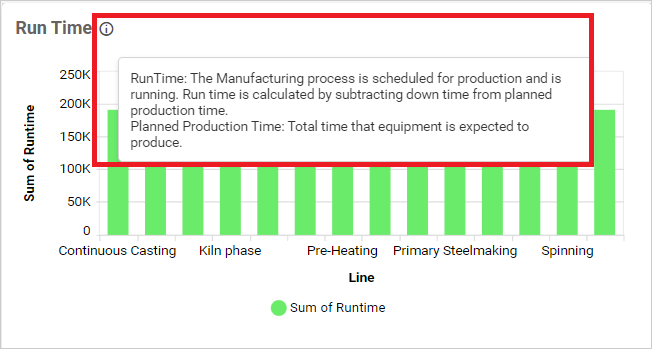 Run Time
RunTime: The Manufacturing process is scheduled for production and is
running. Run time is calculated by subtracting down time from planned
production time.
Planned Production Time: Total time that equipment is expected to
produce.
250K
200K
150K
100K
50K
0
Sum of Runtime
Continuous Casting
Kiln phase
Pre-Heating
Primary Steelmaking
Spinning
Line
Sum of Runtime